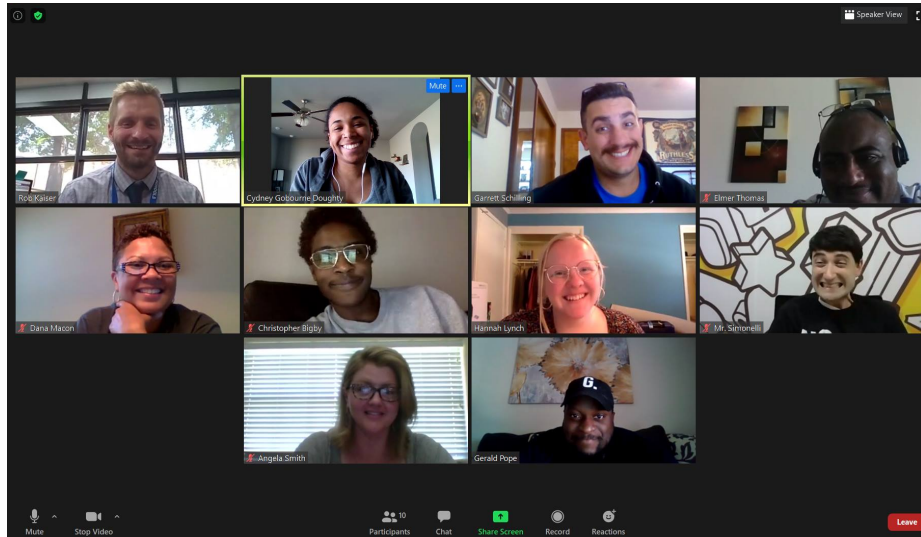 Speaker View
Mute ...
Rob Kaiser
Cydney Gobourne Doughty
Garrett Schilling
Elmer Thomas
Dana Macon
Christopher Bigby
Hannah Lynch
Mr. Simonelli
G.
Angela Smith
Gerald Pope
10
Mute
Stop Video
Participants
Chat
Share Screen
Record
Reactions
Leave